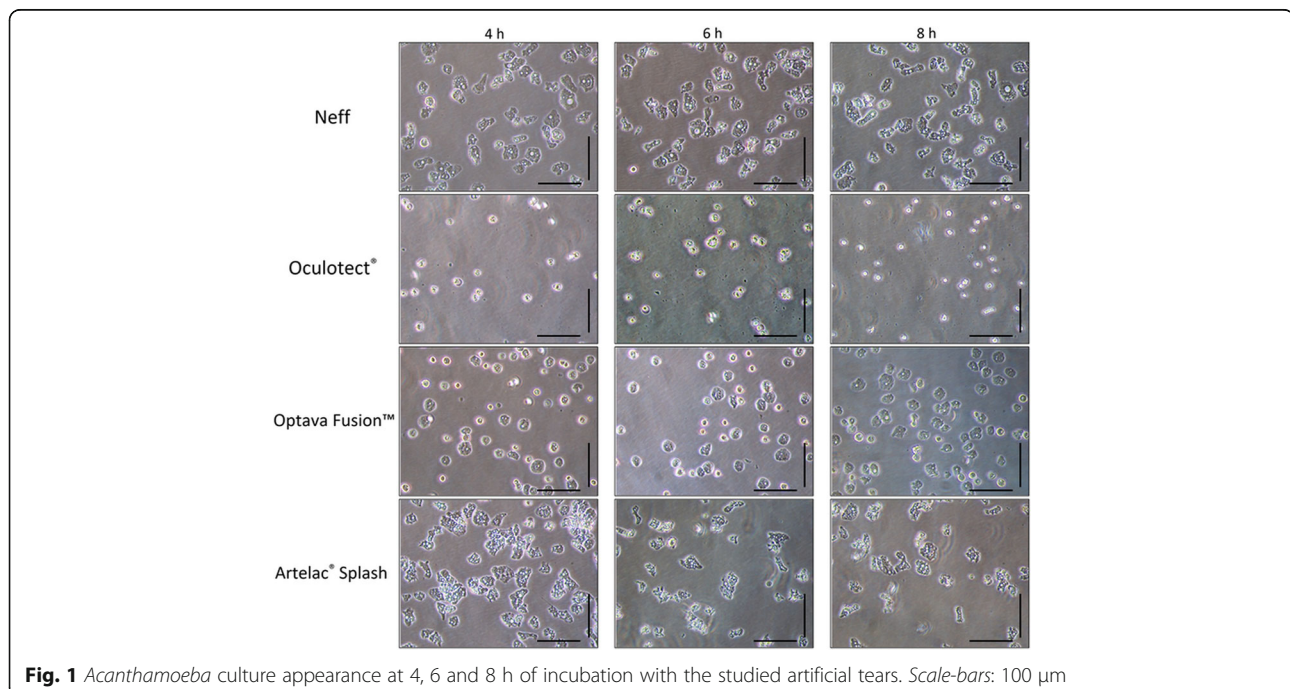 4 h 6 h 8 h
Neff
Oculotect®
Optava Fusion™
Artelac® Splash
Fig. 1 Acanthamoeba culture appearance at 4, 6 and 8 h of incubation with the studied artificial tears. Scale-bars: 100 μm